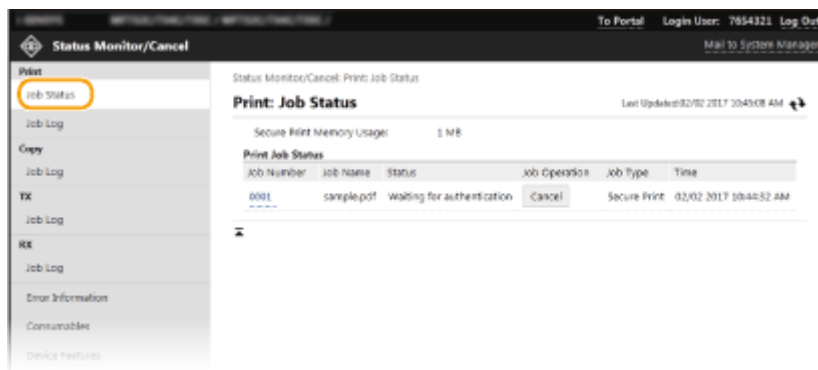 To Portal Login User: 7654321 Log Out
Status Monitor/Cancel
Mail to System Manager
Print
Job Status
Job Log
Copy
Job Log
TX
Job Log
RX
Job Log
Error Information
Consumables
Device Features
Status Monitor/Cancel: Print: Job Status
Print: Job Status
Last Updated:02/02 2017 10:45:08 AM
Secure Print Memory Usage: 1 MB
Print Job Status
Job Number Job Name Status Job Operation Job Type Time
0001 sample.pdf Waiting for authentication Cancel Secure Print 02/02 2017 10:44:32 AM